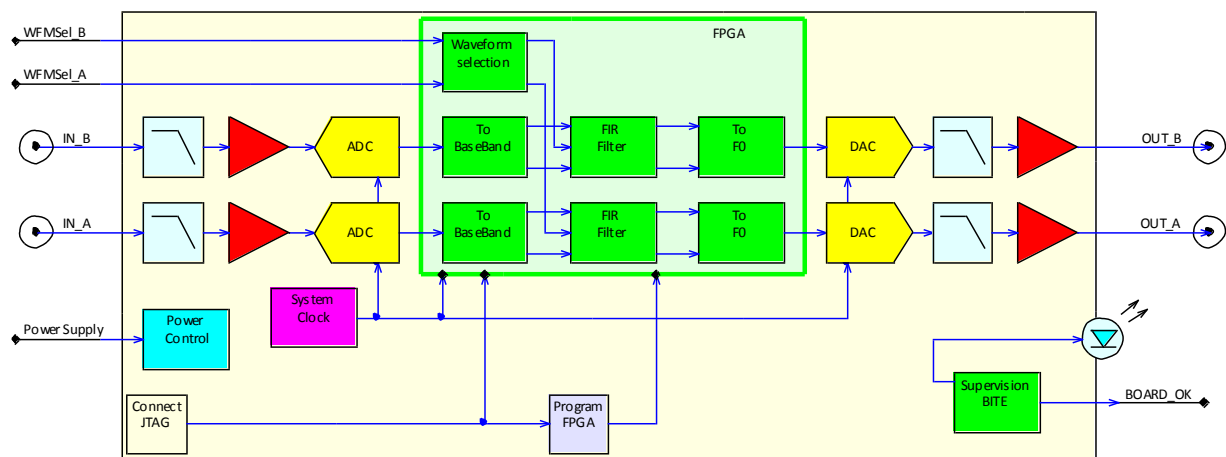 WFMSel_B
Waveform
selection
FPGA
WFMSel_A
IN_B
ADC
To
BaseBand
FIR
Filter
To
F0
DAC
OUT_B
IN_A
ADC
To
BaseBand
FIR
Filter
To
F0
DAC
OUT_A
System
Clock
Power Supply
Power
Control
Connect
JTAG
Program
FPGA
Supervision
BITE
BOARD_OK